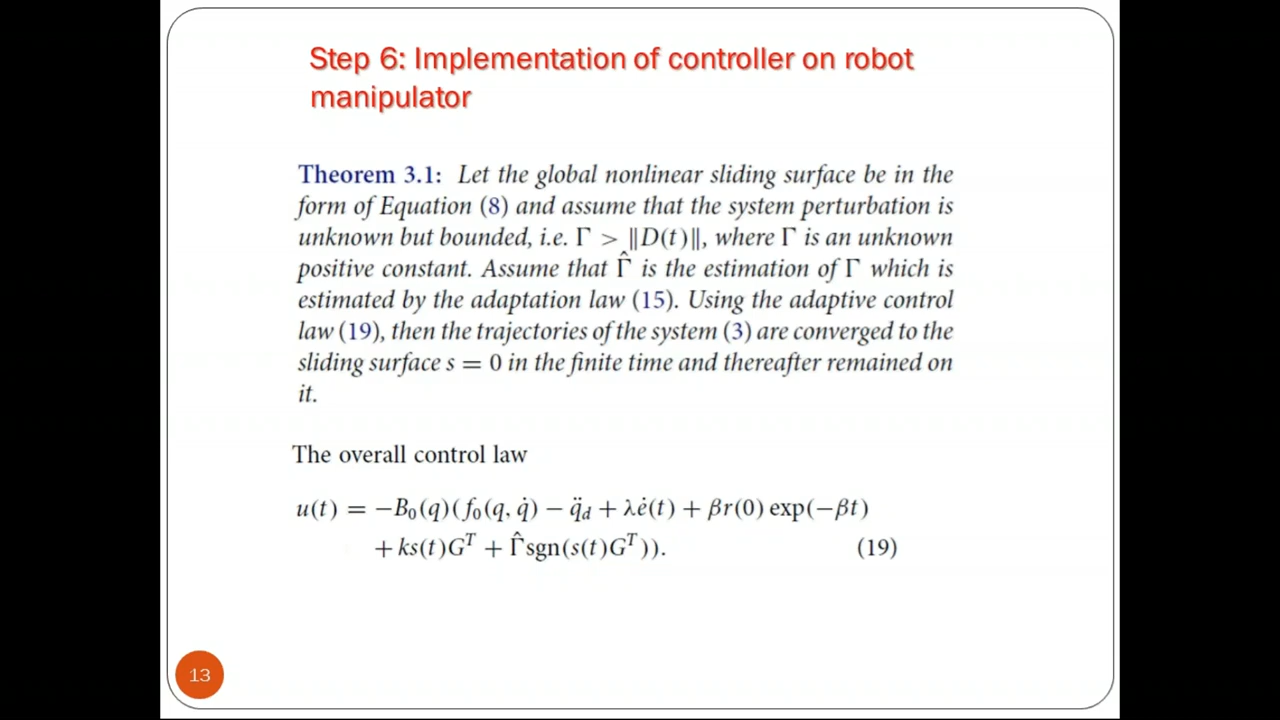 Step 6: Implementation of controller on robot
manipulator
Theorem 3.1: Let the global nonlinear sliding surface be in the
form of Equation (8) and assume that the system perturbation is
unknown but bounded, i.e. Γ > ‖D(t)‖, where Γ is an unknown
positive constant. Assume that Γ̂ is the estimation of Γ which is
estimated by the adaptation law (15). Using the adaptive control
law (19), then the trajectories of the system (3) are converged to the
sliding surface s = 0 in the finite time and thereafter remained on
it.
The overall control law
u(t) = −B₀(q)(f₀(q, q̇) − q̈_d + λė(t) + βr(0) exp(−βt)
+ ks(t)Gᵀ + Γ̂sgn(s(t)Gᵀ)). (19)
13